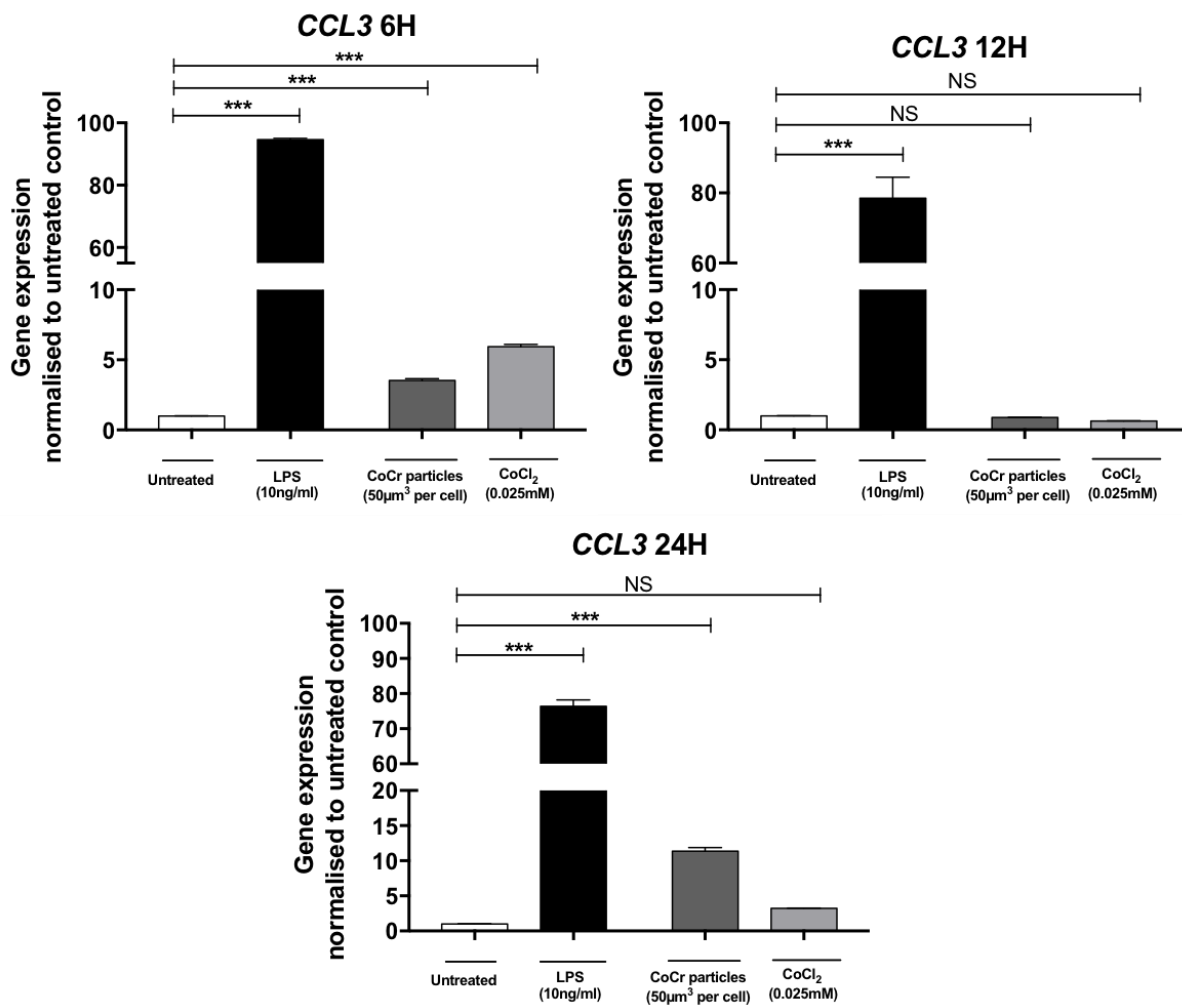 CCL3 6H
***
***
***
Gene expression
normalised to untreated control
100
80
60
10
5
0
Untreated
LPS
(10ng/ml)
CoCr particles
(50µm³ per cell)
CoCl₂
(0.025mM)
CCL3 12H
NS
NS
***
Gene expression
normalised to untreated control
100
80
60
10
5
0
Untreated
LPS
(10ng/ml)
CoCr particles
(50µm³ per cell)
CoCl₂
(0.025mM)
CCL3 24H
NS
***
***
Gene expression
normalised to untreated control
100
90
80
70
60
20
15
10
5
0
Untreated
LPS
(10ng/ml)
CoCr particles
(50µm³ per cell)
CoCl₂
(0.025mM)